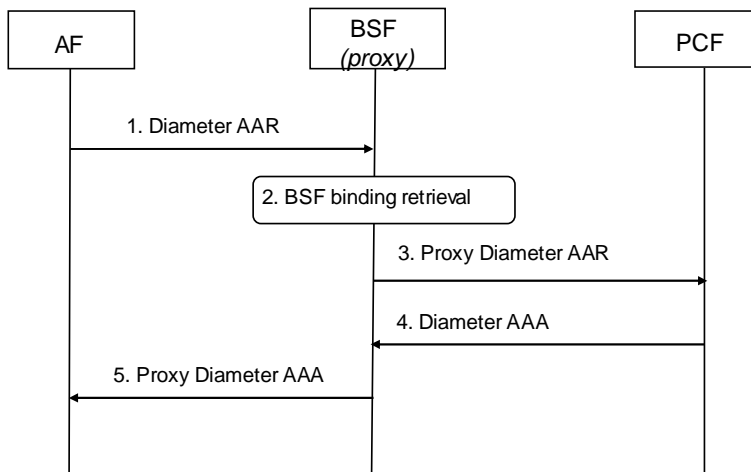 AF
BSF
(proxy)
PCF
1. Diameter AAR
2. BSF binding retrieval
3. Proxy Diameter AAR
4. Diameter AAA
5. Proxy Diameter AAA